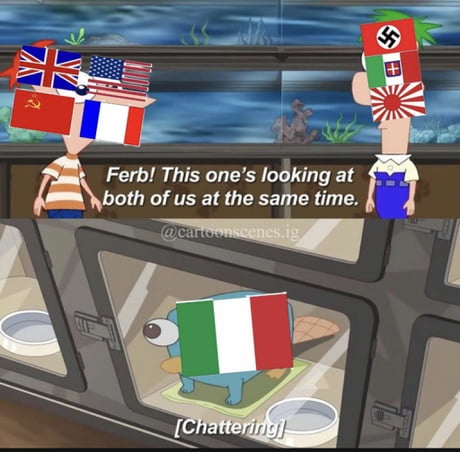 Ferb! This one's looking at
both of us at the same time.
@cartoonscenes.ig
[Chattering]